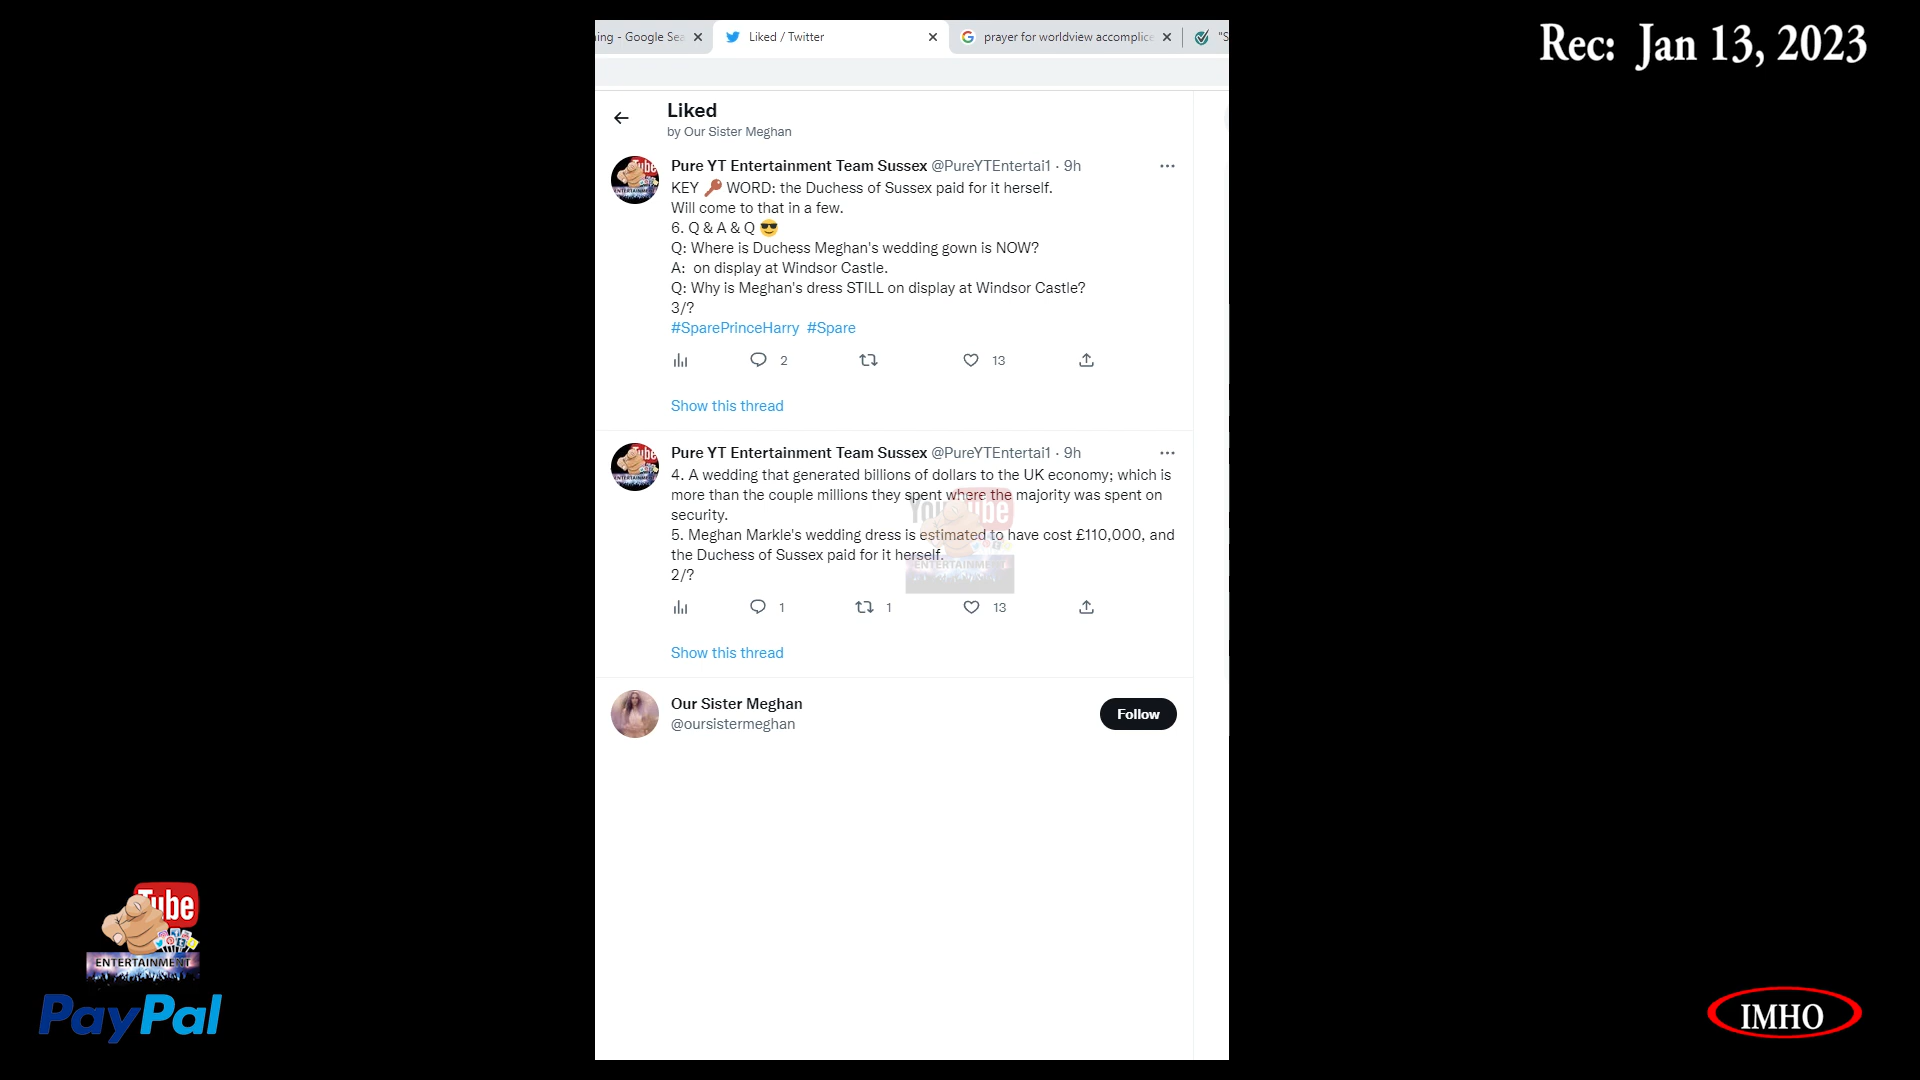 Rec: Jan 13, 2023
ing - Google Sea
Liked / Twitter
prayer for worldview accomplice
"S
Liked
by Our Sister Meghan
Pure YT Entertainment Team Sussex @PureYTEntertai1 · 9h
KEY 🔑 WORD: the Duchess of Sussex paid for it herself.
Will come to that in a few.
6. Q & A & Q 😎
Q: Where is Duchess Meghan's wedding gown is NOW?
A:  on display at Windsor Castle.
Q: Why is Meghan's dress STILL on display at Windsor Castle?
3/?
#SparePrinceHarry #Spare
2
13
Show this thread
Pure YT Entertainment Team Sussex @PureYTEntertai1 · 9h
4. A wedding that generated billions of dollars to the UK economy; which is
more than the couple millions they spent where the majority was spent on
security.
5. Meghan Markle's wedding dress is estimated to have cost £110,000, and
the Duchess of Sussex paid for it herself.
2/?
1
1
13
Show this thread
Our Sister Meghan
@oursistermeghan
Follow
Tube
ENTERTAINMENT
PayPal
IMHO